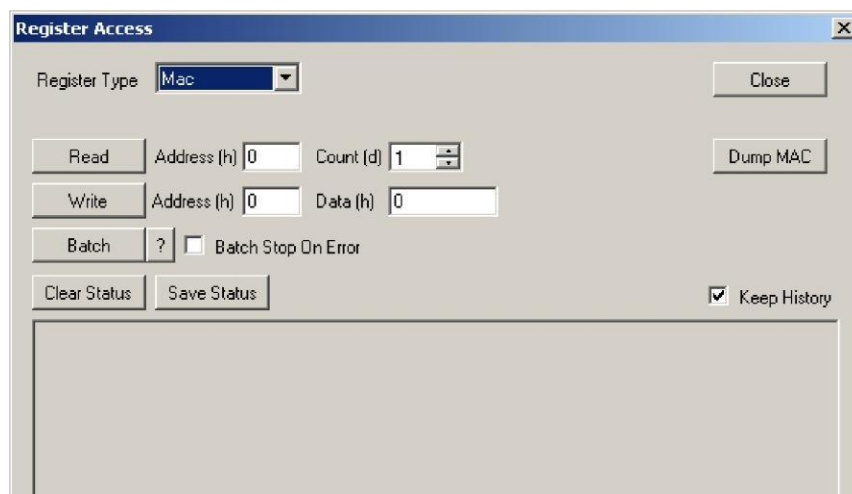 Register Access
Register Type Mac Close
Read Address (h) 0 Count (d) 1 Dump MAC
Write Address (h) 0 Data (h) 0
Batch ? Batch Stop On Error
Clear Status Save Status Keep History